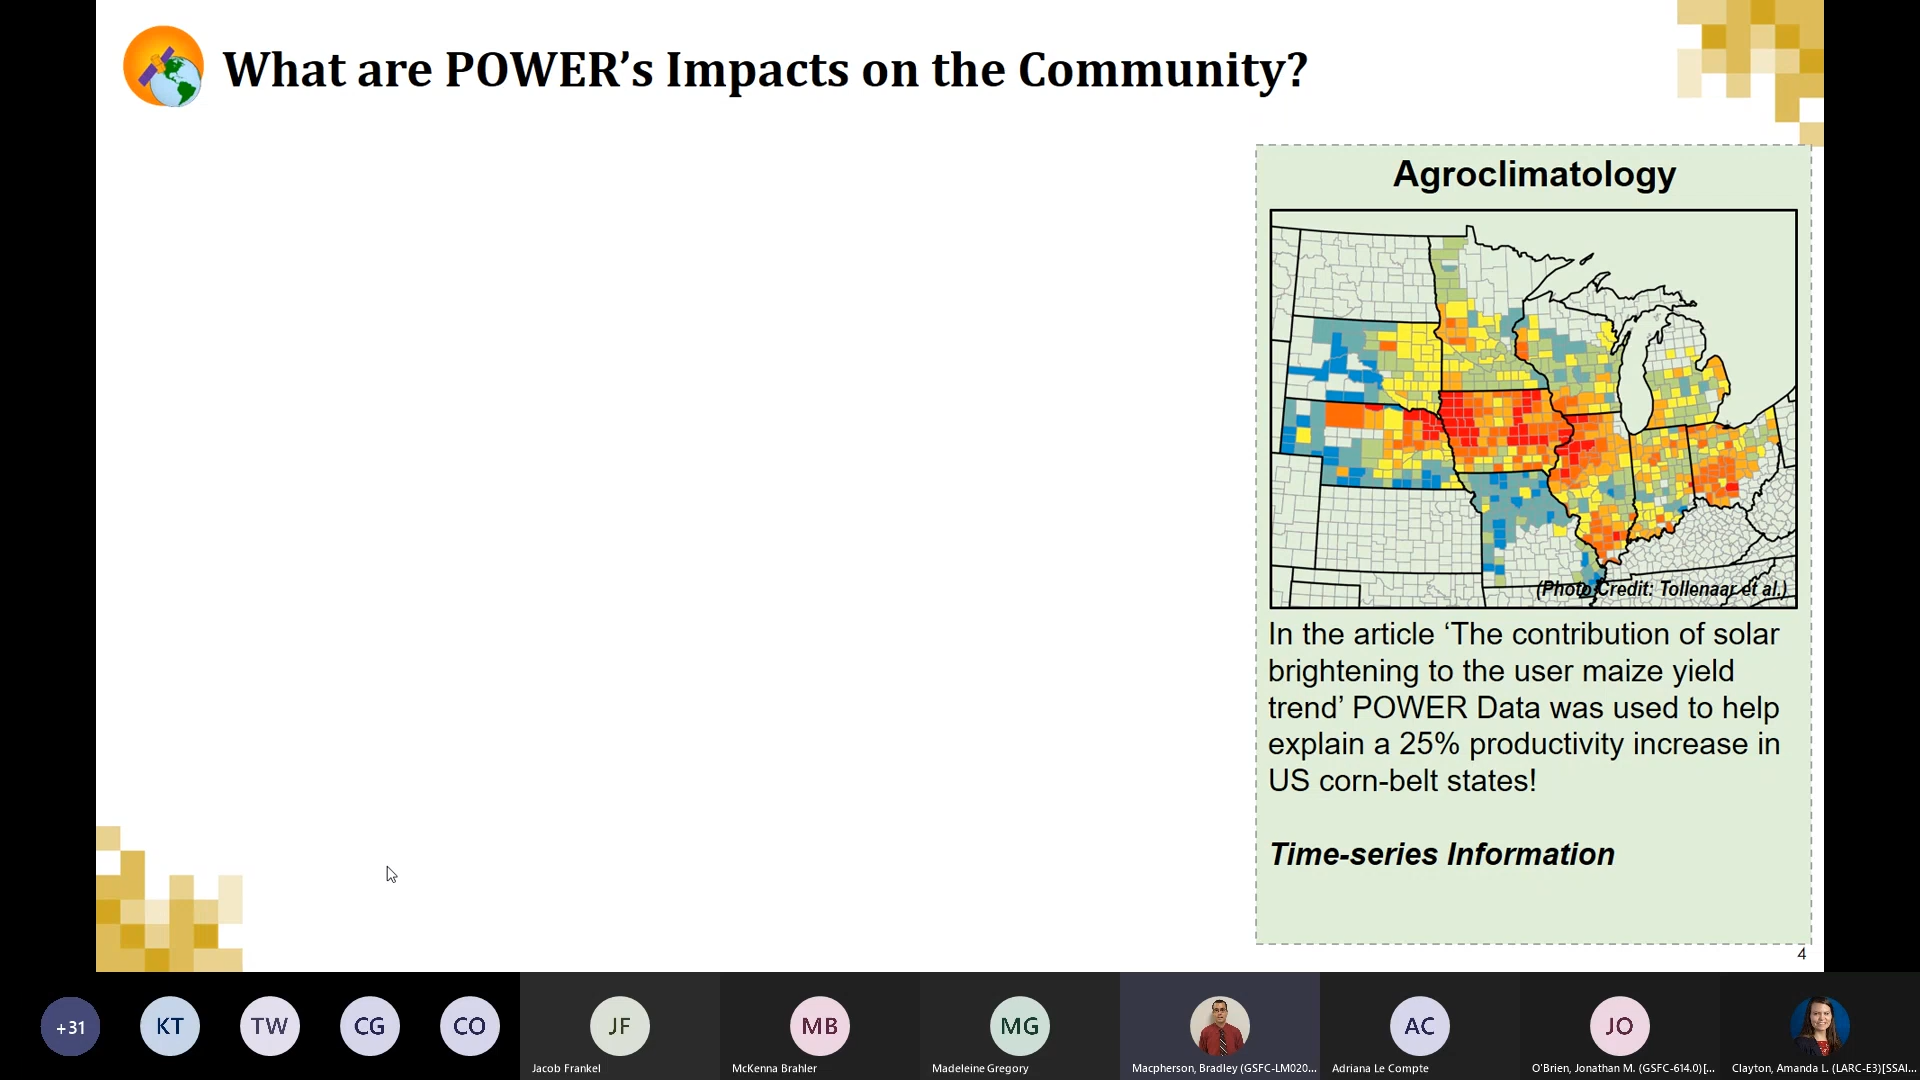 What are POWER’s Impacts on the Community?
Agroclimatology
(Photo Credit: Tollenaar et al.)
In the article ‘The contribution of solar
brightening to the user maize yield
trend’ POWER Data was used to help
explain a 25% productivity increase in
US corn-belt states!
Time-series Information
4
+31
KT
TW
CG
CO
JF
MB
MG
AC
JO
Jacob Frankel
McKenna Brahler
Madeleine Gregory
Macpherson, Bradley (GSFC-LM020...
Adriana Le Compte
O'Brien, Jonathan M. (GSFC-614.0)[...
Clayton, Amanda L. (LARC-E3)[SSAI...